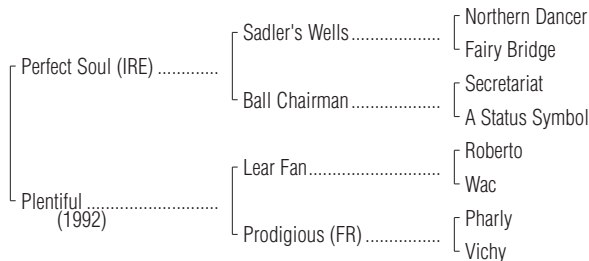 Northern Dancer
Sadler's Wells....................
Fairy Bridge
Perfect Soul (IRE) .............
Secretariat
Ball Chairman....................
A Status Symbol
Roberto
Lear Fan.............................
Wac
Plentiful .............................
(1992)
Pharly
Prodigious (FR) .................
Vichy